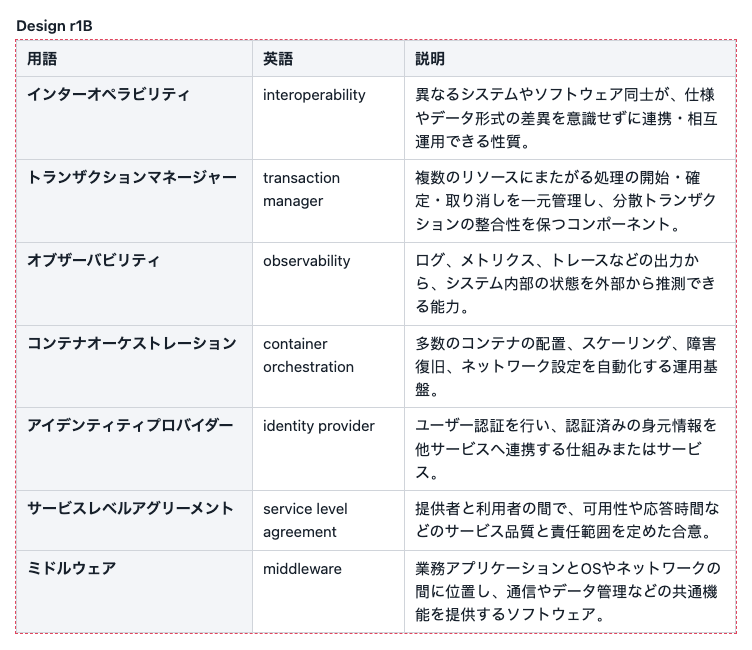 Design r1B
用語 英語 説明
インターオペラビリティ interoperability 異なるシステムやソフトウェア同士が、仕様
やデータ形式の差異を意識せずに連携・相互
運用できる性質。
トランザクションマネージャー transaction 複数のリソースにまたがる処理の開始・確
manager 定・取り消しを一元管理し、分散トランザク
ションの整合性を保つコンポーネント。
オブザーバビリティ observability ログ、メトリクス、トレースなどの出力か
ら、システム内部の状態を外部から推測でき
る能力。
コンテナオーケストレーション container 多数のコンテナの配置、スケーリング、障害
orchestration 復旧、ネットワーク設定を自動化する運用基
盤。
アイデンティティプロバイダー identity provider ユーザー認証を行い、認証済みの身元情報を
他サービスへ連携する仕組みまたはサービ
ス。
サービスレベルアグリーメント service level 提供者と利用者の間で、可用性や応答時間な
agreement どのサービス品質と責任範囲を定めた合意。
ミドルウェア middleware 業務アプリケーションとOSやネットワークの
間に位置し、通信やデータ管理などの共通機
能を提供するソフトウェア。